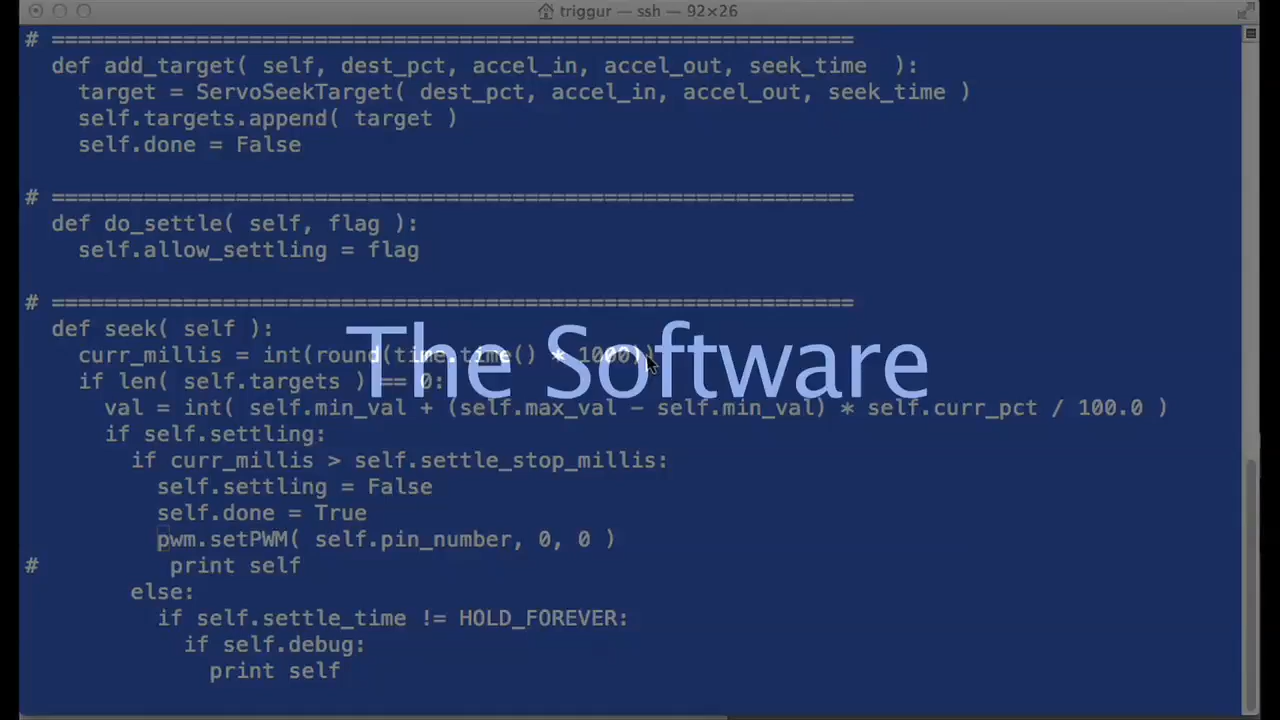 triggur — ssh — 92×26
# =============================================================
def add_target( self, dest_pct, accel_in, accel_out, seek_time  ):
target = ServoSeekTarget( dest_pct, accel_in, accel_out, seek_time )
self.targets.append( target )
self.done = False
# =============================================================
def do_settle( self, flag ):
self.allow_settling = flag
# =============================================================
def seek( self ):
curr_millis = int(round(time.time() * 1000))
The Software
if len( self.targets ) == 0:
val = int( self.min_val + (self.max_val - self.min_val) * self.curr_pct / 100.0 )
if self.settling:
if curr_millis > self.settle_stop_millis:
self.settling = False
self.done = True
pwm.setPWM( self.pin_number, 0, 0 )
# print self
else:
if self.settle_time != HOLD_FOREVER:
if self.debug:
print self